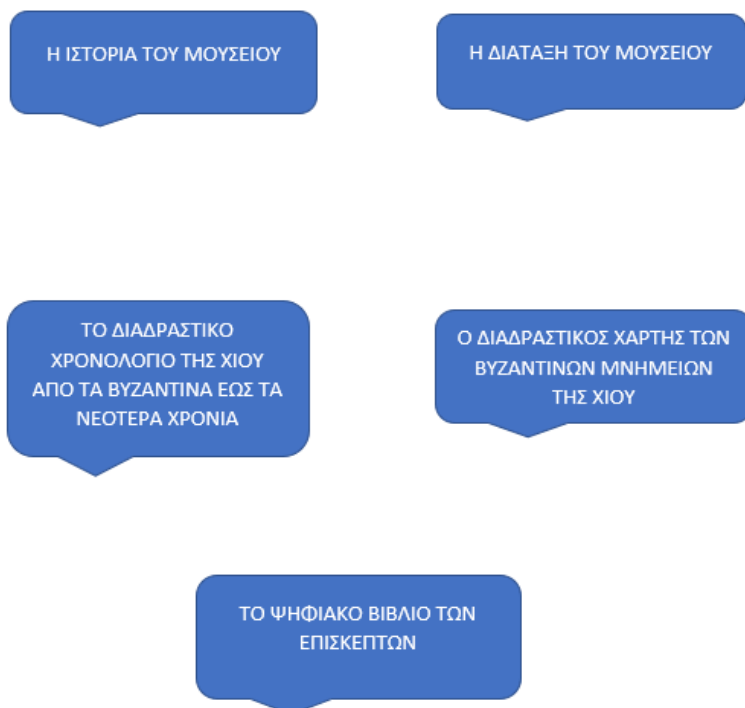 Η ΙΣΤΟΡΙΑ ΤΟΥ ΜΟΥΣΕΙΟΥ
Η ΔΙΑΤΑΞΗ ΤΟΥ ΜΟΥΣΕΙΟΥ
ΤΟ ΔΙΑΔΡΑΣΤΙΚΟ
ΧΡΟΝΟΛΟΓΙΟ ΤΗΣ ΧΙΟΥ
ΑΠΟ ΤΑ ΒΥΖΑΝΤΙΝΑ ΕΩΣ ΤΑ
ΝΕΟΤΕΡΑ ΧΡΟΝΙΑ
Ο ΔΙΑΔΡΑΣΤΙΚΟΣ ΧΑΡΤΗΣ ΤΩΝ
ΒΥΖΑΝΤΙΝΩΝ ΜΝΗΜΕΙΩΝ
ΤΗΣ ΧΙΟΥ
ΤΟ ΨΗΦΙΑΚΟ ΒΙΒΛΙΟ ΤΩΝ
ΕΠΙΣΚΕΠΤΩΝ